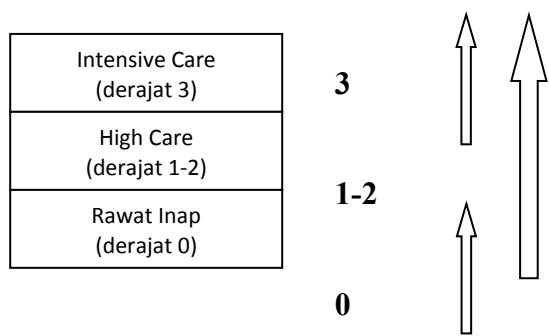 Intensive Care
(derajat 3)
3
High Care
(derajat 1-2)
1-2
Rawat Inap
(derajat 0)
0